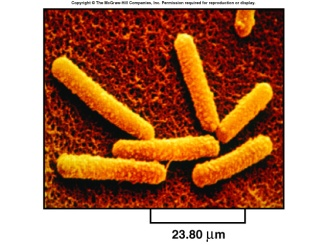 Copyright © The McGraw-Hill Companies, Inc. Permission required for reproduction or display.
23.80 µm